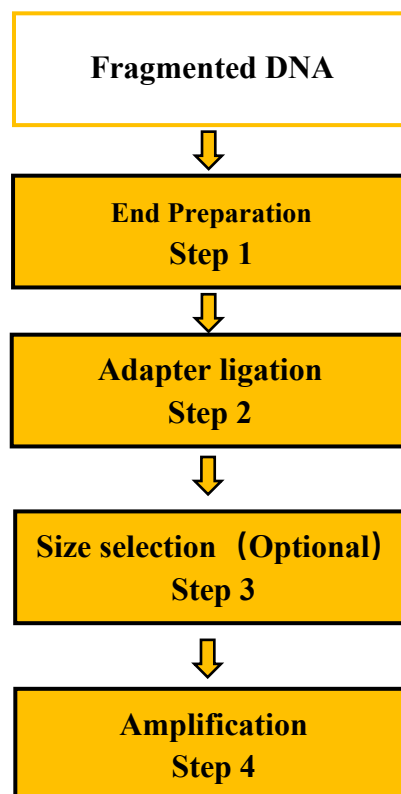 Fragmented DNA
End Preparation
Step 1
Adapter ligation
Step 2
Size selection（Optional）
Step 3
Amplification
Step 4